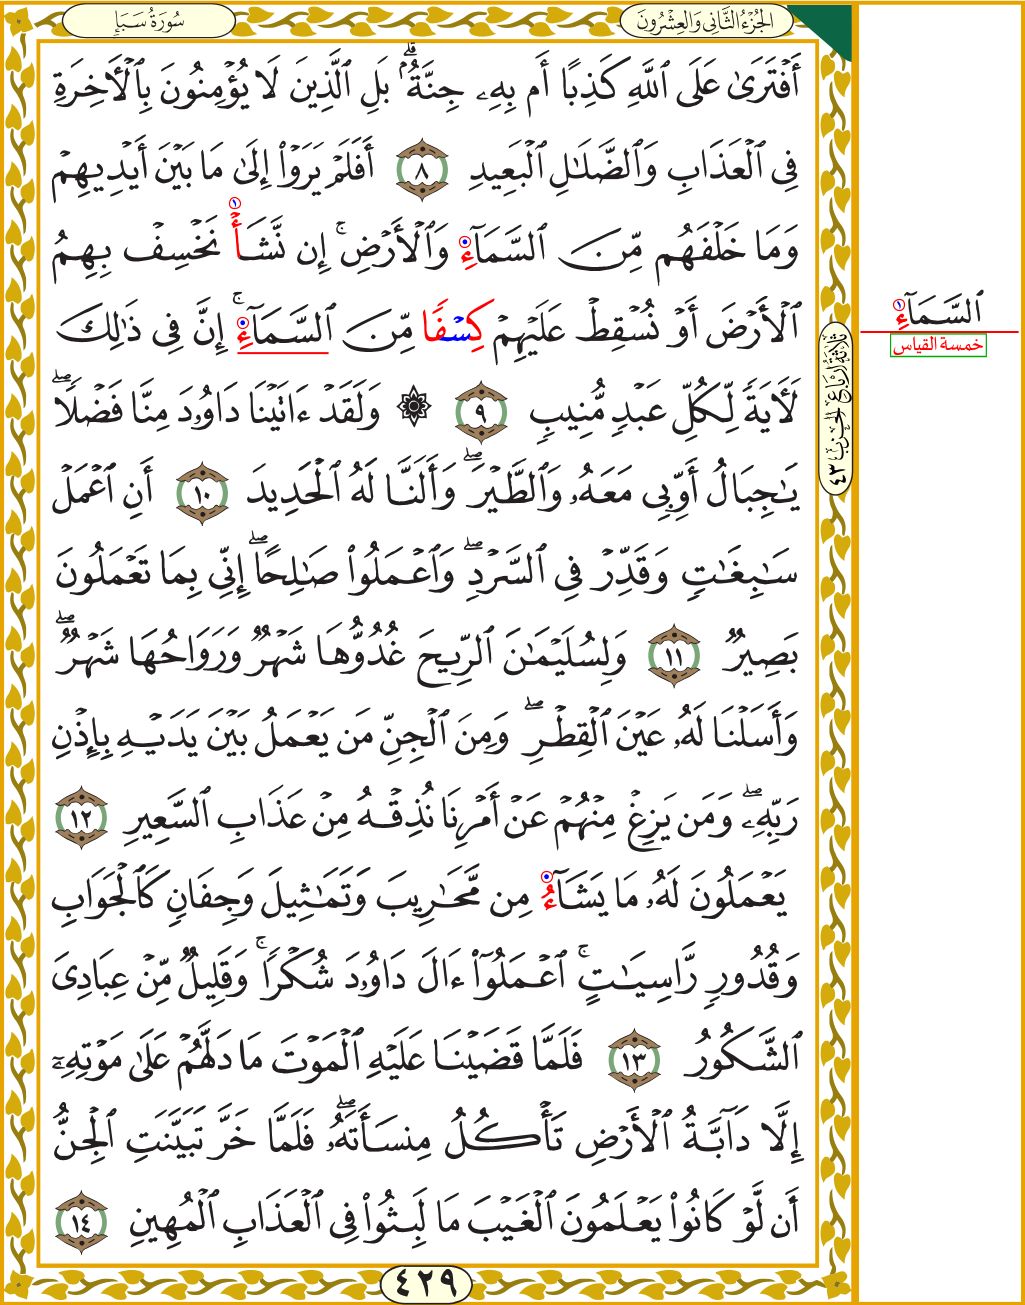 الجُزْءُ الثَّانِي وَالعِشْرُونَ
سُورَةُ سَبَإٍ
أَفۡتَرَىٰ عَلَى ٱللَّهِ كَذِبًا أَم بِهِۦ جِنَّةُۢۗ بَلِ ٱلَّذِينَ لَا يُؤۡمِنُونَ بِٱلۡأٓخِرَةِ
فِي ٱلۡعَذَابِ وَٱلضَّلَٰلِ ٱلۡبَعِيدِ ٨ أَفَلَمۡ يَرَوۡاْ إِلَىٰ مَا بَيۡنَ أَيۡدِيهِمۡ
وَمَا خَلۡفَهُم مِّنَ ٱلسَّمَآءِ وَٱلۡأَرۡضِۚ إِن نَّشَأۡ نَخۡسِفۡ بِهِمُ
ٱلۡأَرۡضَ أَوۡ نُسۡقِطۡ عَلَيۡهِمۡ كِسۡفٗا مِّنَ ٱلسَّمَآءِۚ إِنَّ فِي ذَٰلِكَ
لَأٓيَةٗ لِّكُلِّ عَبۡدٖ مُّنِيبٖ ٩ ۞ وَلَقَدۡ ءَاتَيۡنَا دَاوُۥدَ مِنَّا فَضۡلٗاۖ
يَٰجِبَالُ أَوِّبِي مَعَهُۥ وَٱلطَّيۡرَۖ وَأَلَنَّا لَهُ ٱلۡحَدِيدَ ١٠ أَنِ ٱعۡمَلۡ
سَٰبِغَٰتٖ وَقَدِّرۡ فِي ٱلسَّرۡدِۖ وَٱعۡمَلُواْ صَٰلِحًاۖ إِنِّي بِمَا تَعۡمَلُونَ
بَصِيرٞ ١١ وَلِسُلَيۡمَٰنَ ٱلرِّيحَ غُدُوُّهَا شَهۡرٞ وَرَوَاحُهَا شَهۡرٞۖ
وَأَسَلۡنَا لَهُۥ عَيۡنَ ٱلۡقِطۡرِۖ وَمِنَ ٱلۡجِنِّ مَن يَعۡمَلُ بَيۡنَ يَدَيۡهِ بِإِذۡنِ
رَبِّهِۦۖ وَمَن يَزِغۡ مِنۡهُمۡ عَنۡ أَمۡرِنَا نُذِقۡهُ مِنۡ عَذَابِ ٱلسَّعِيرِ ١٢
يَعۡمَلُونَ لَهُۥ مَا يَشَآءُ مِن مَّحَٰرِيبَ وَتَمَٰثِيلَ وَجِفَانٖ كَٱلۡجَوَابِ
وَقُدُورٖ رَّاسِيَٰتٍۚ ٱعۡمَلُوٓاْ ءَالَ دَاوُۥدَ شُكۡرٗاۚ وَقَلِيلٞ مِّنۡ عِبَادِيَ
ٱلشَّكُورُ ١٣ فَلَمَّا قَضَيۡنَا عَلَيۡهِ ٱلۡمَوۡتَ مَا دَلَّهُمۡ عَلَىٰ مَوۡتِهِۦٓ
إِلَّا دَآبَّةُ ٱلۡأَرۡضِ تَأۡكُلُ مِنسَأَتَهُۥۖ فَلَمَّا خَرَّ تَبَيَّنَتِ ٱلۡجِنُّ
أَن لَّوۡ كَانُواْ يَعۡلَمُونَ ٱلۡغَيۡبَ مَا لَبِثُواْ فِي ٱلۡعَذَابِ ٱلۡمُهِينِ ١٤
٤٢٩
ثَلَاثَةُ أَرْبَاعِ الحِزْبِ ٤٣
ٱلسَّمَآءِ ١
خمسة القياس